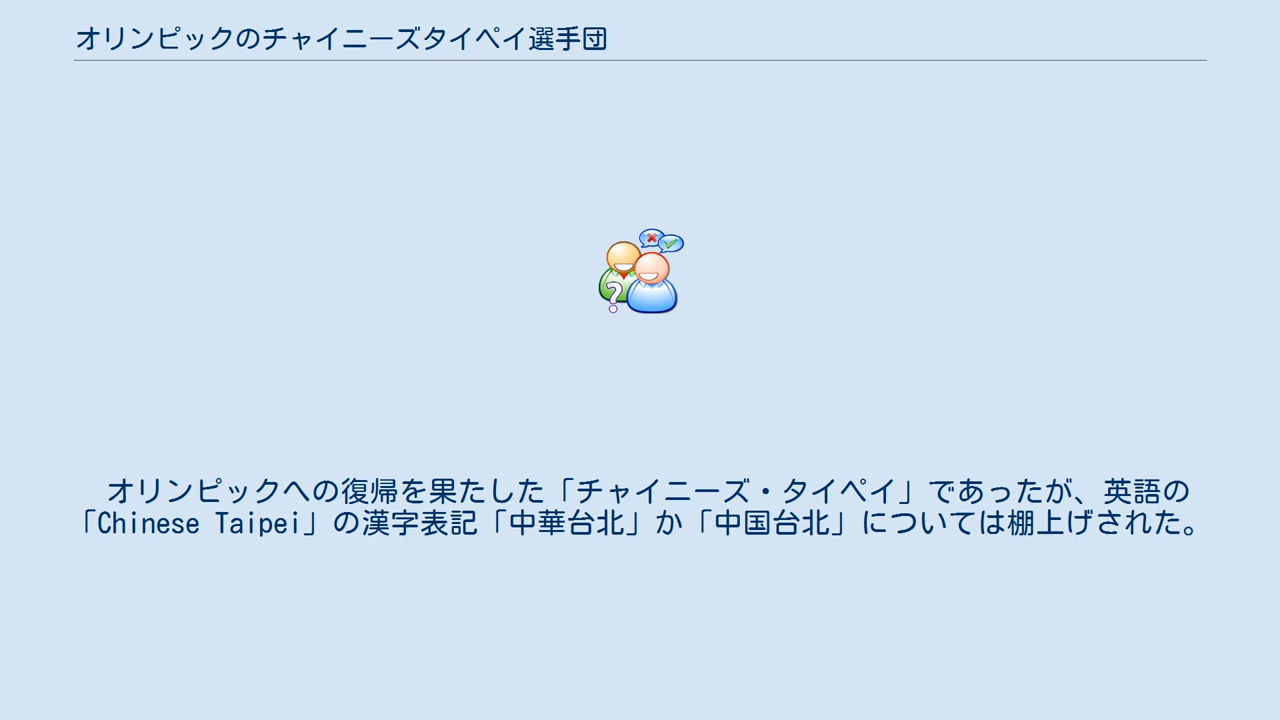 オリンピックのチャイニーズタイペイ選手団
オリンピックへの復帰を果たした「チャイニーズ・タイペイ」であったが、英語の
「Chinese Taipei」の漢字表記「中華台北」か「中国台北」については棚上げされた。